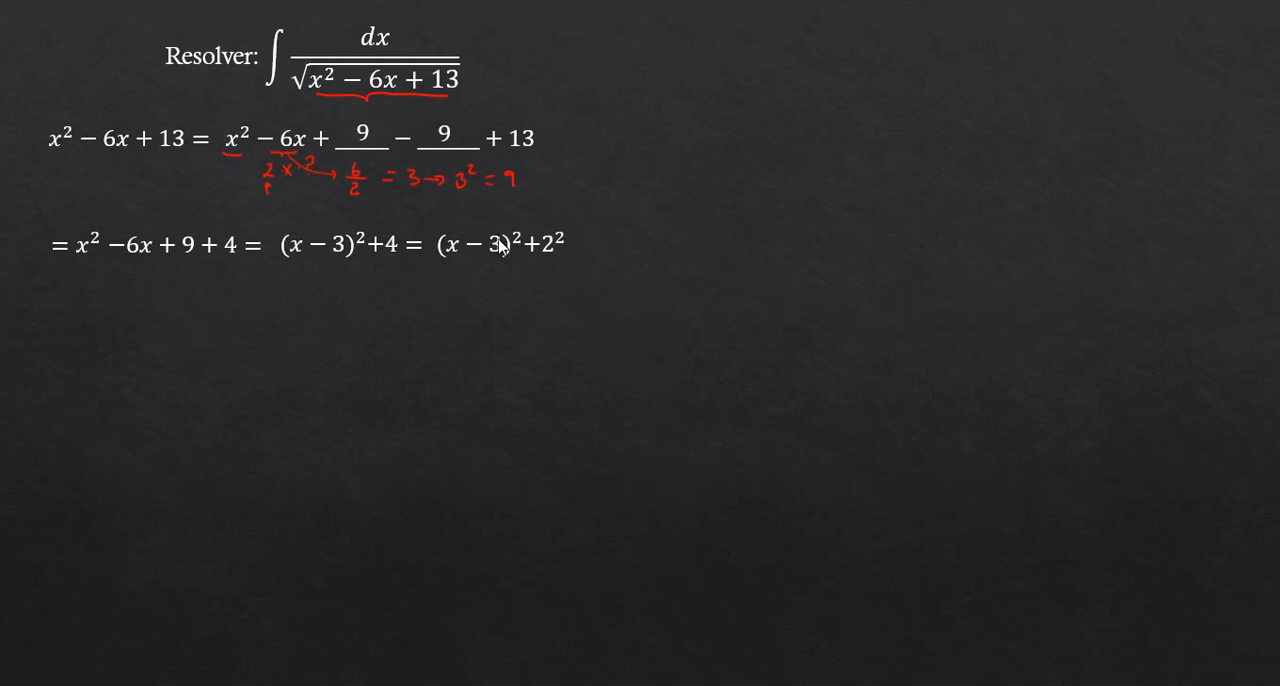 Resolver: ∫ dx / √(x² − 6x + 13)
x² − 6x + 13 = x² − 6x + 9 − 9 + 13
2 × ? → 6/2 = 3 → 3² = 9
= x² −6x + 9 + 4 = (x − 3)²+4 = (x − 3)²+2²